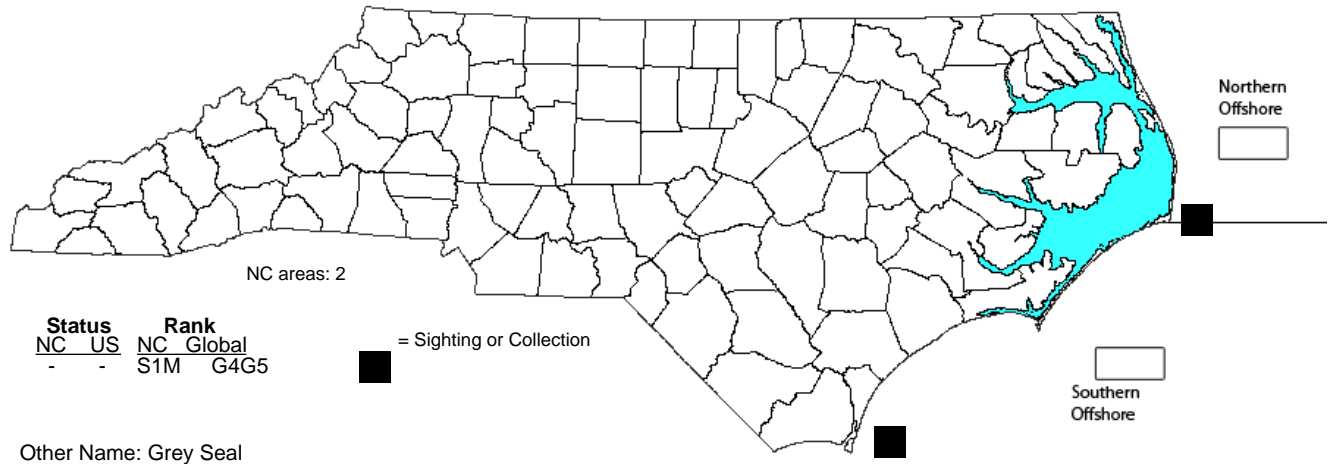 Northern
Offshore
NC areas: 2
Status Rank
NC US NC Global
- - S1M G4G5
= Sighting or Collection
Southern
Offshore
Other Name: Grey Seal